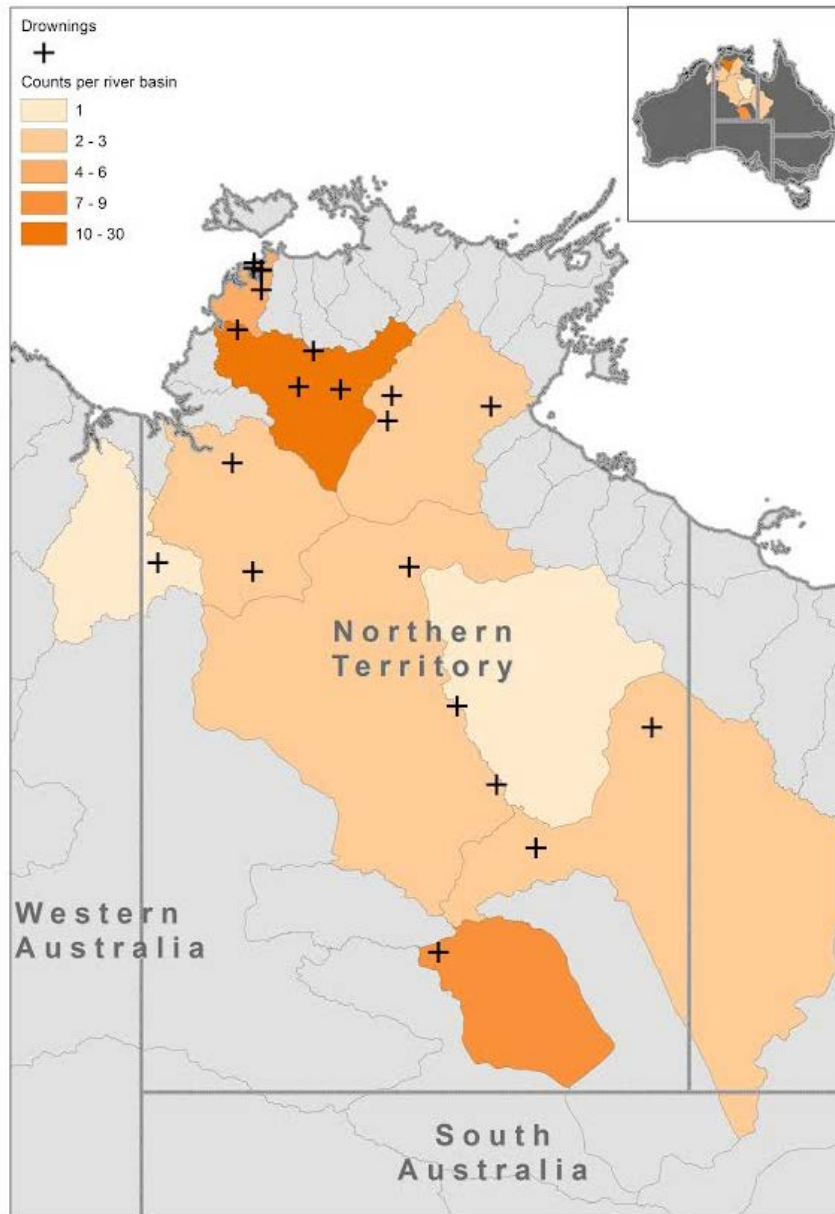 Drownings
Counts per river basin
1
2 - 3
4 - 6
7 - 9
10 - 30
Northern
Territory
Western
Australia
South
Australia